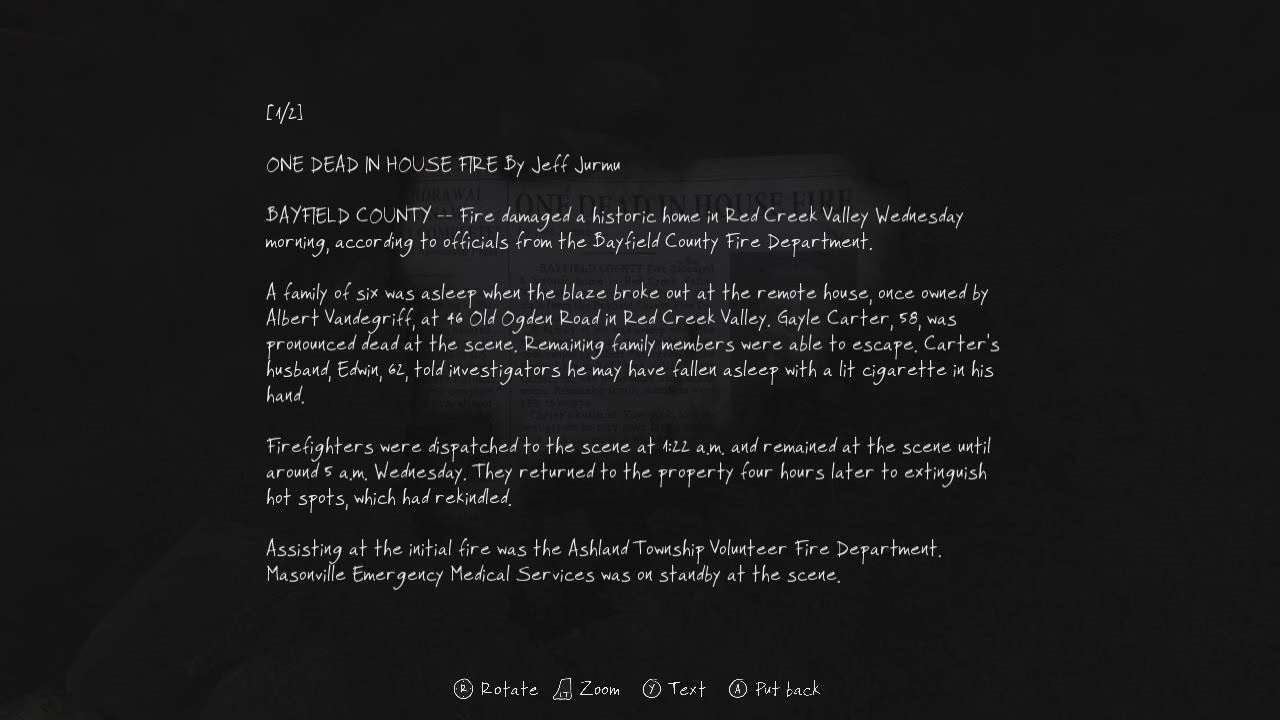 [1/2]
ONE DEAD IN HOUSE FIRE By Jeff Jurmu
BAYFIELD COUNTY -- Fire damaged a historic home in Red Creek Valley Wednesday
morning, according to officials from the Bayfield County Fire Department.
A family of six was asleep when the blaze broke out at the remote house, once owned by
Albert Vandegriff, at 46 Old Ogden Road in Red Creek Valley. Gayle Carter, 58, was
pronounced dead at the scene. Remaining family members were able to escape. Carter's
husband, Edwin, 62, told investigators he may have fallen asleep with a lit cigarette in his
hand.
Firefighters were dispatched to the scene at 1:22 a.m. and remained at the scene until
around 5 a.m. Wednesday. They returned to the property four hours later to extinguish
hot spots, which had rekindled.
Assisting at the initial fire was the Ashland Township Volunteer Fire Department.
Masonville Emergency Medical Services was on standby at the scene.
ONE DEAD IN HOUSE FIRE
R Rotate Zoom Y Text A Put back